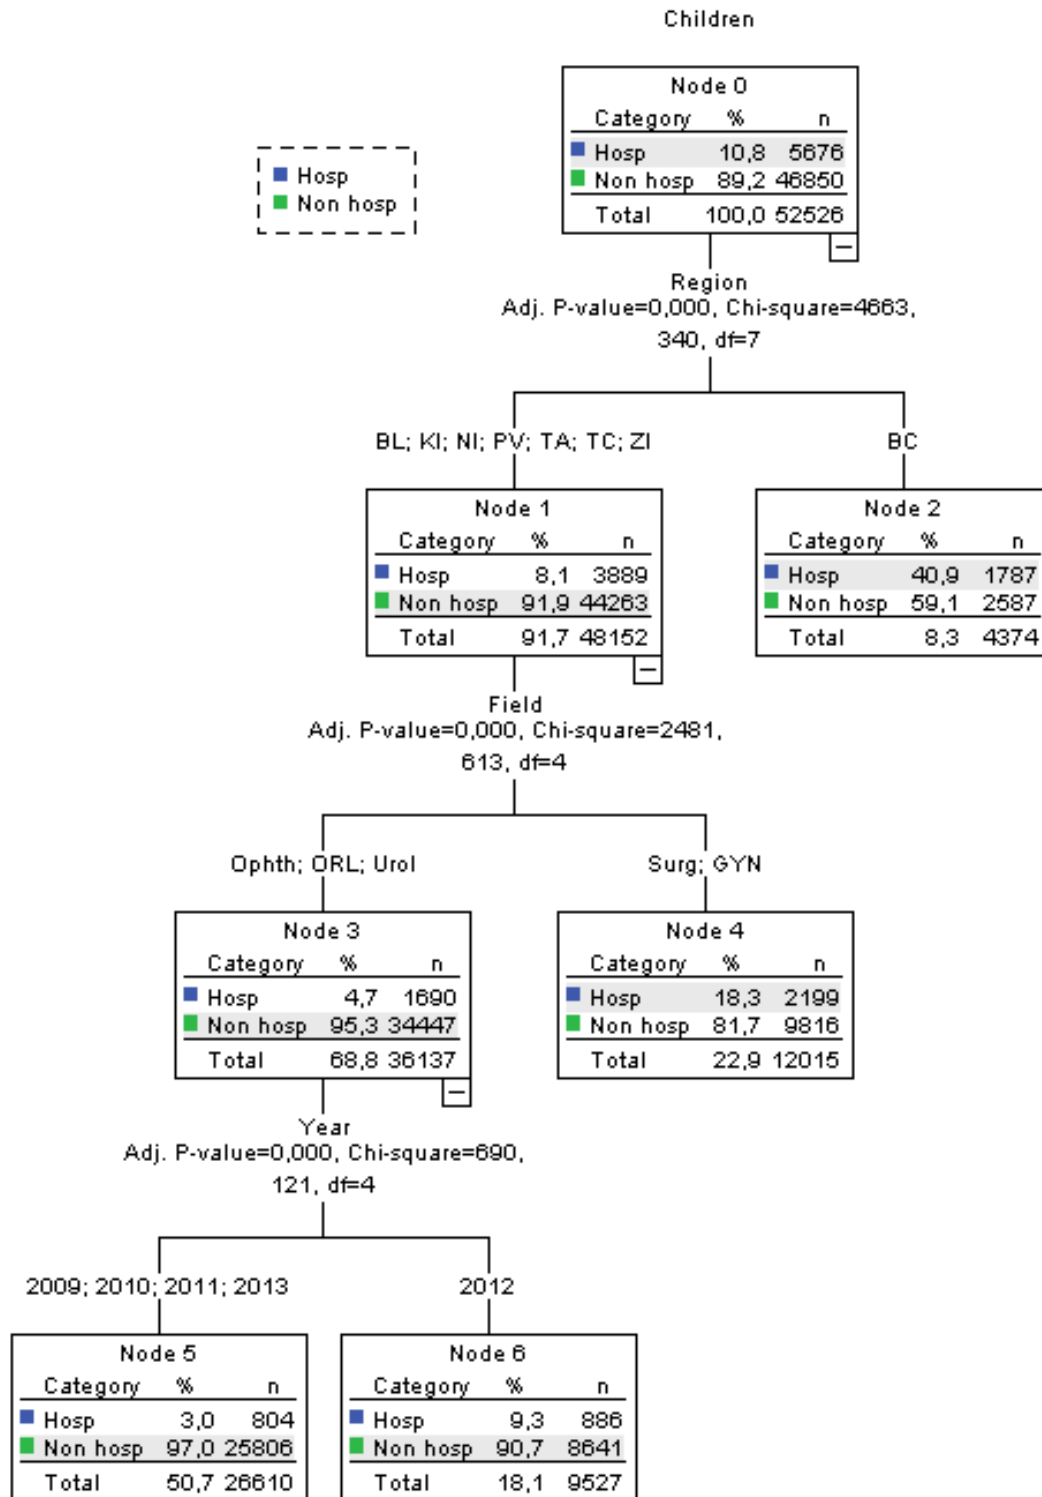 Children
Node 0
Category % n
Hosp 10,8 5676
Non hosp 89,2 46850
Total 100,0 52526
Hosp
Non hosp
Region
Adj. P-value=0,000, Chi-square=4663,
340, df=7
BL; KI; NI; PV; TA; TC; ZI
BC
Node 1
Category % n
Hosp 8,1 3889
Non hosp 91,9 44263
Total 91,7 48152
Node 2
Category % n
Hosp 40,9 1787
Non hosp 59,1 2587
Total 8,3 4374
Field
Adj. P-value=0,000, Chi-square=2481,
613, df=4
Ophth; ORL; Urol
Surg; GYN
Node 3
Category % n
Hosp 4,7 1690
Non hosp 95,3 34447
Total 68,8 36137
Node 4
Category % n
Hosp 18,3 2199
Non hosp 81,7 9816
Total 22,9 12015
Year
Adj. P-value=0,000, Chi-square=690,
121, df=4
2009; 2010; 2011; 2013
2012
Node 5
Category % n
Hosp 3,0 804
Non hosp 97,0 25806
Total 50,7 26610
Node 6
Category % n
Hosp 9,3 886
Non hosp 90,7 8641
Total 18,1 9527